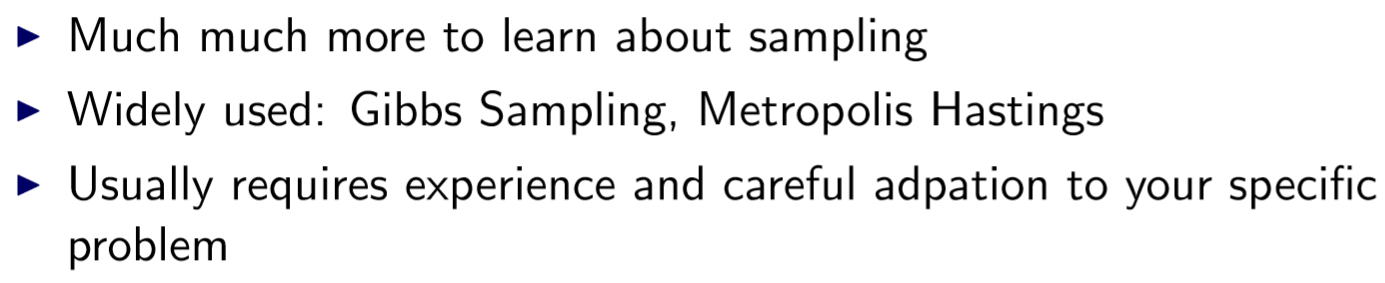 Much much more to learn about sampling
Widely used: Gibbs Sampling, Metropolis Hastings
Usually requires experience and careful adpation to your specific
problem